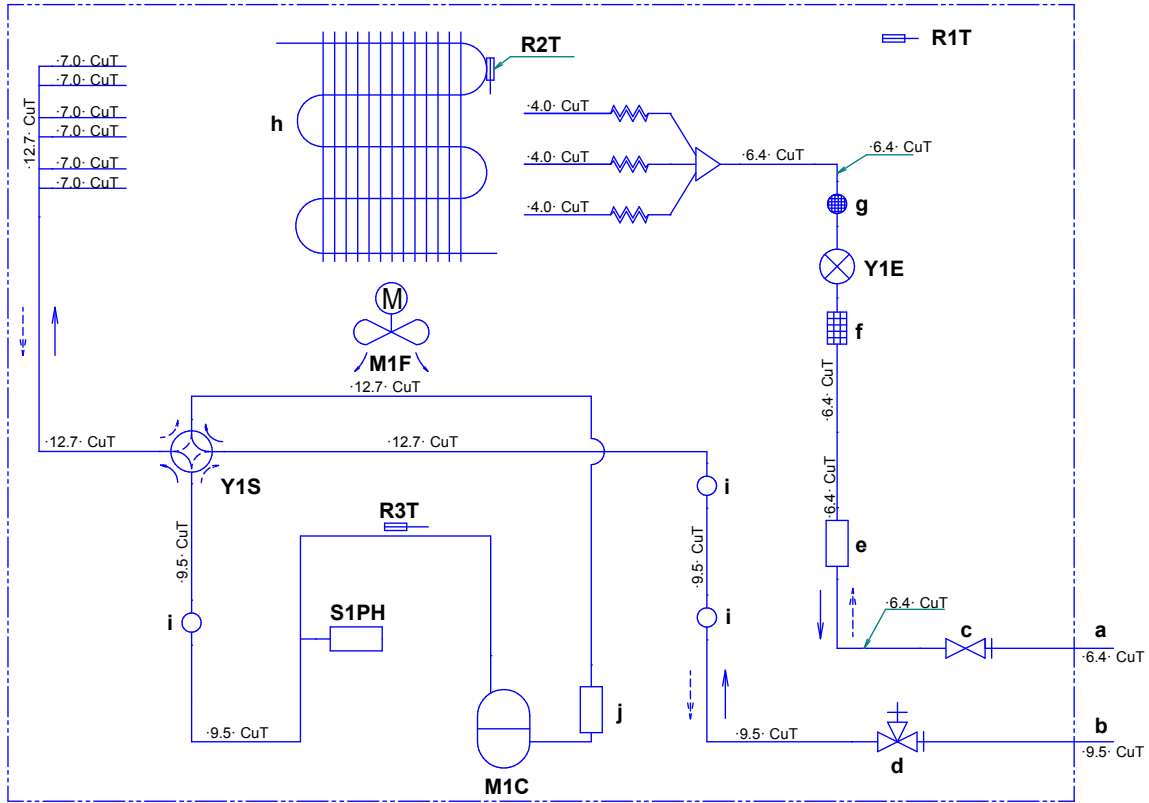 R2T
R1T
·7.0· CuT
·7.0· CuT
·12.7· CuT
·7.0· CuT
·7.0· CuT
·7.0· CuT
·7.0· CuT
h
·4.0· CuT
·4.0· CuT
·4.0· CuT
·6.4· CuT
·6.4· CuT
g
Y1E
f
M
M1F
·12.7· CuT
·6.4· CuT
·12.7· CuT
·12.7· CuT
Y1S
i
·6.4· CuT
R3T
·9.5· CuT
·9.5· CuT
e
i
S1PH
i
·6.4· CuT
c
a
·6.4· CuT
·9.5· CuT
j
M1C
·9.5· CuT
d
b
·9.5· CuT